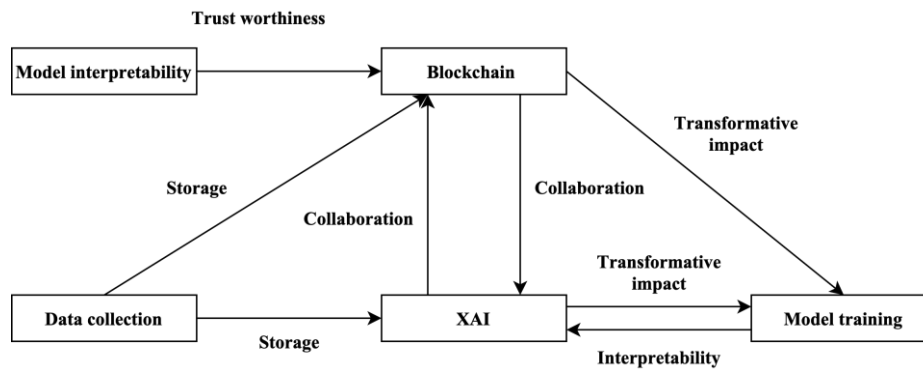 Trust worthiness
Model interpretability
Blockchain
Transformative
impact
Storage
Collaboration
Collaboration
Transformative
impact
Data collection
XAI
Model training
Storage
Interpretability